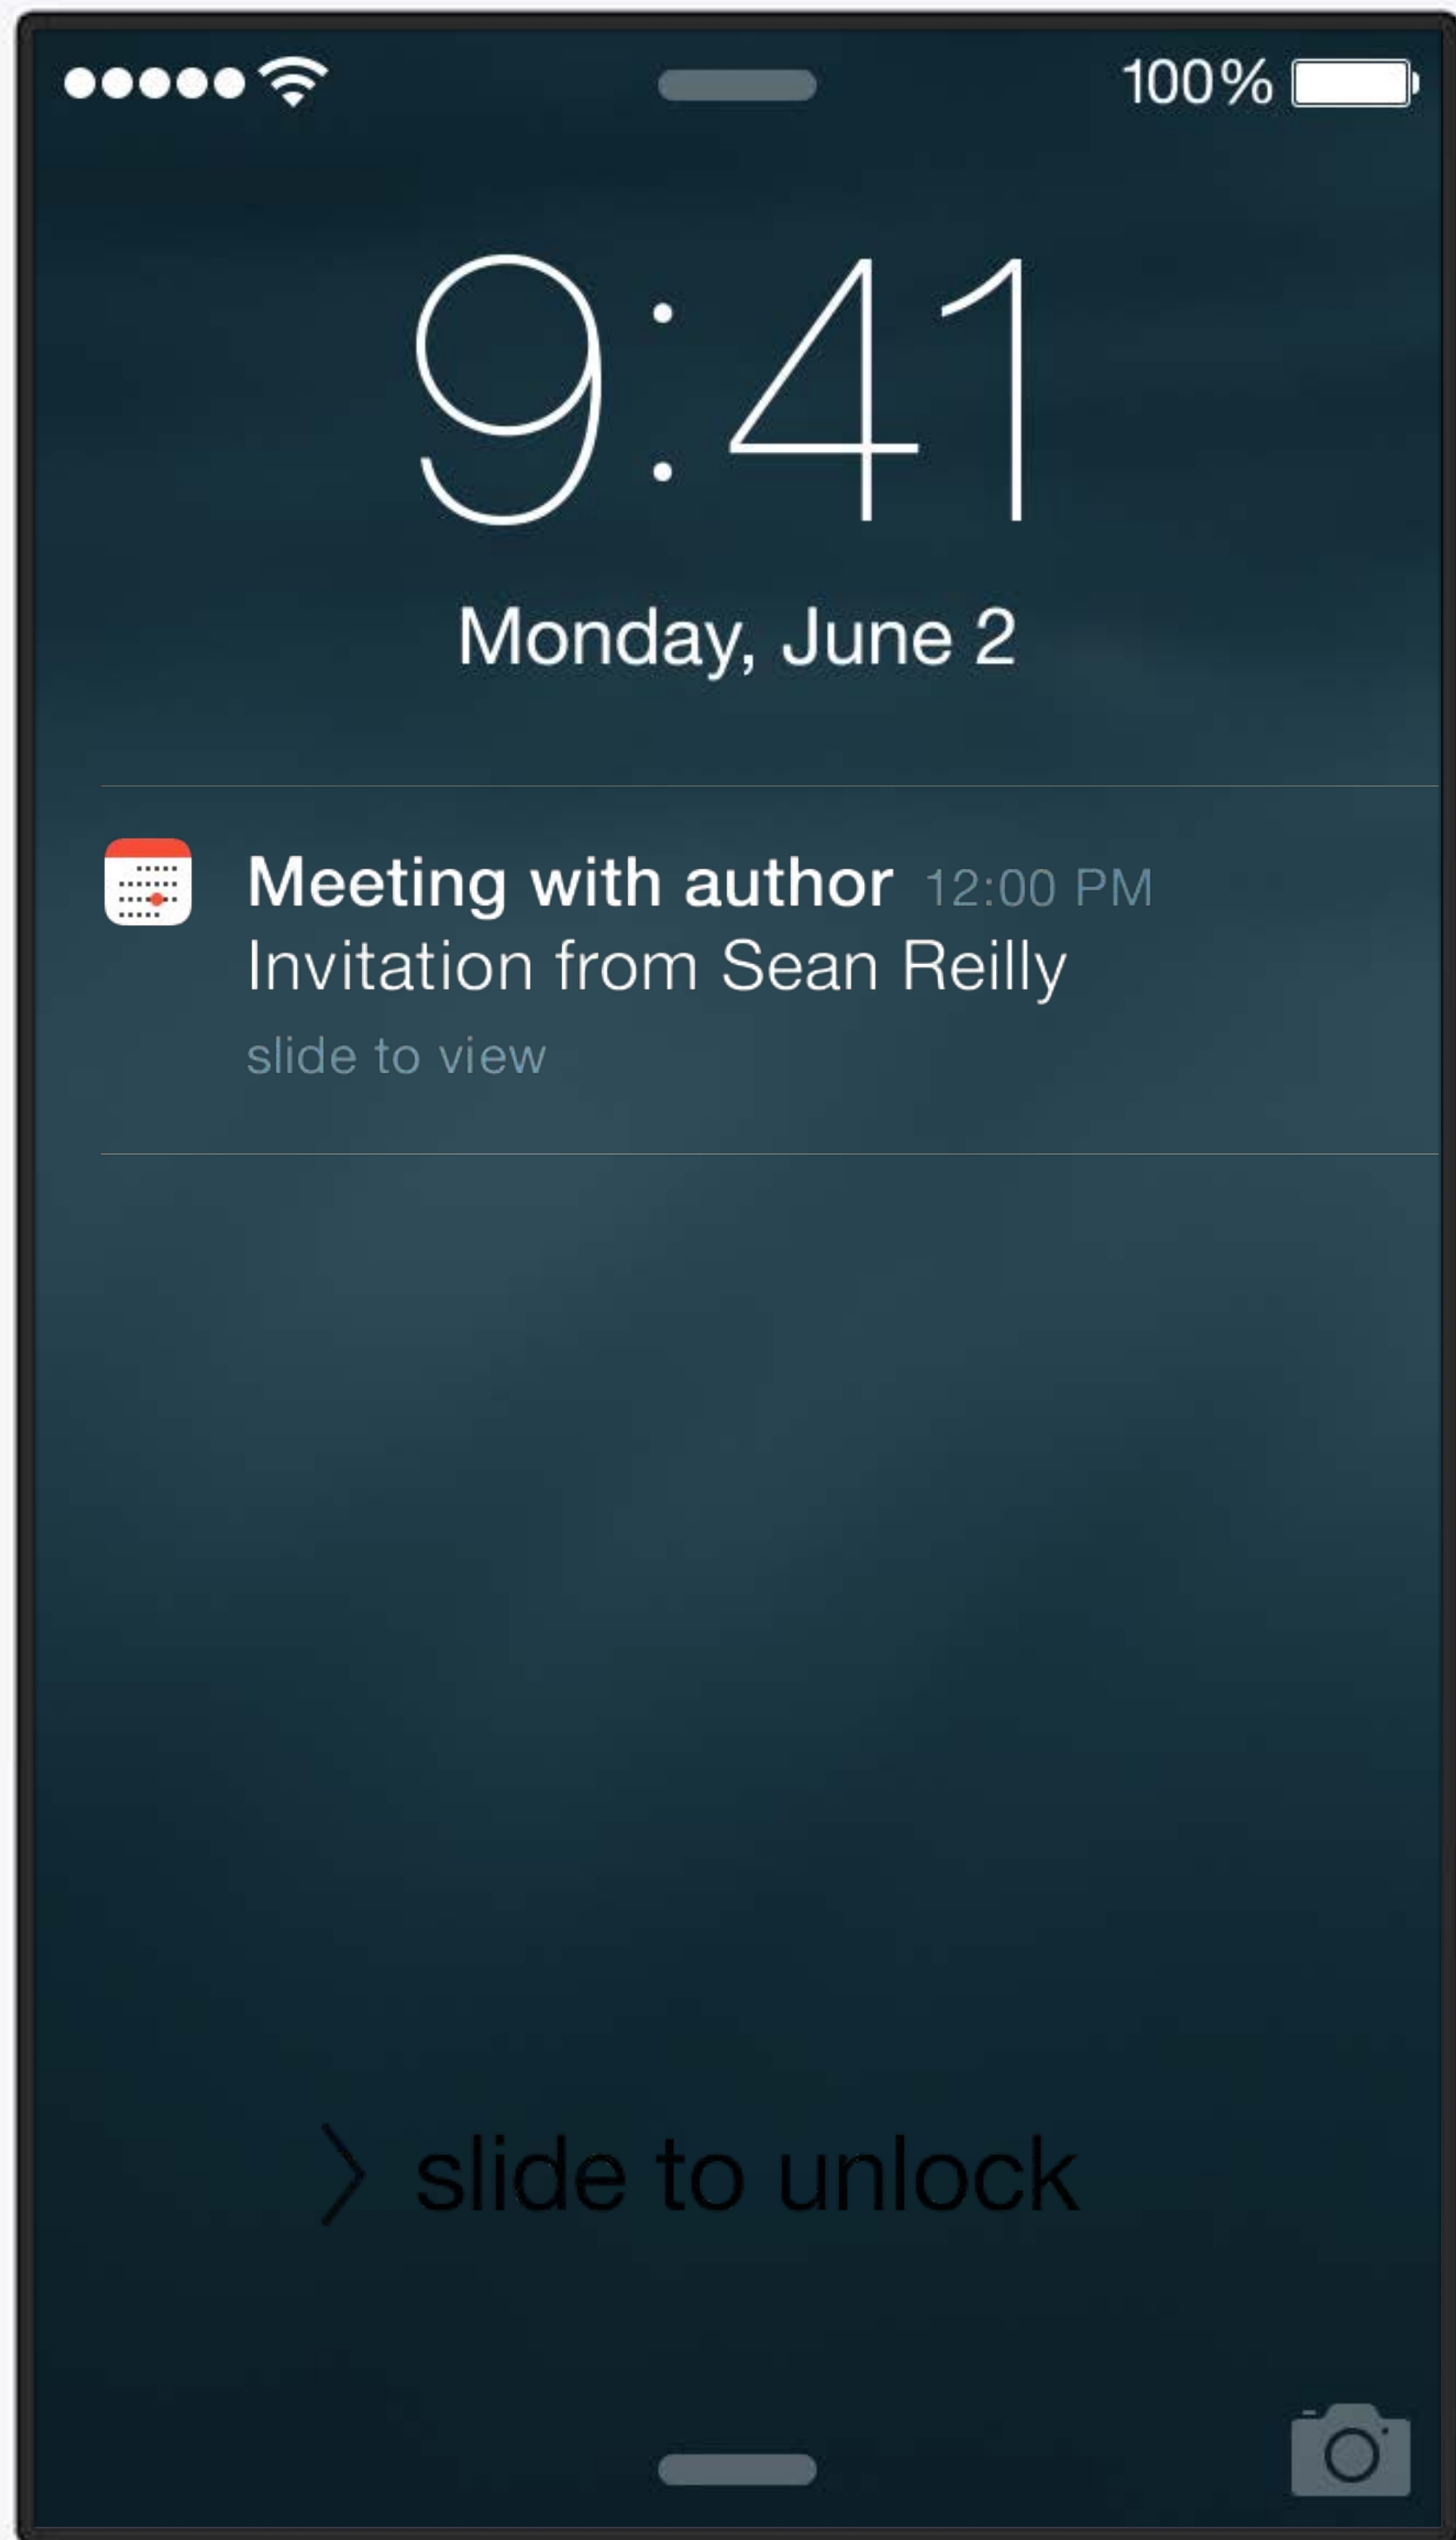 100%
9:41
Monday, June 2
Meeting with author 12:00 PM
Invitation from Sean Reilly
slide to view
slide to unlock